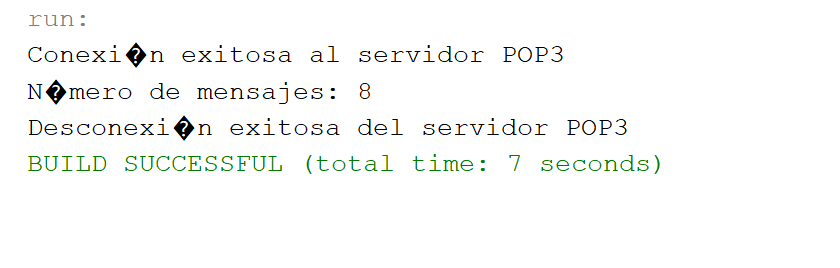 run:
Conexi�n exitosa al servidor POP3
N�mero de mensajes: 8
Desconexi�n exitosa del servidor POP3
BUILD SUCCESSFUL (total time: 7 seconds)